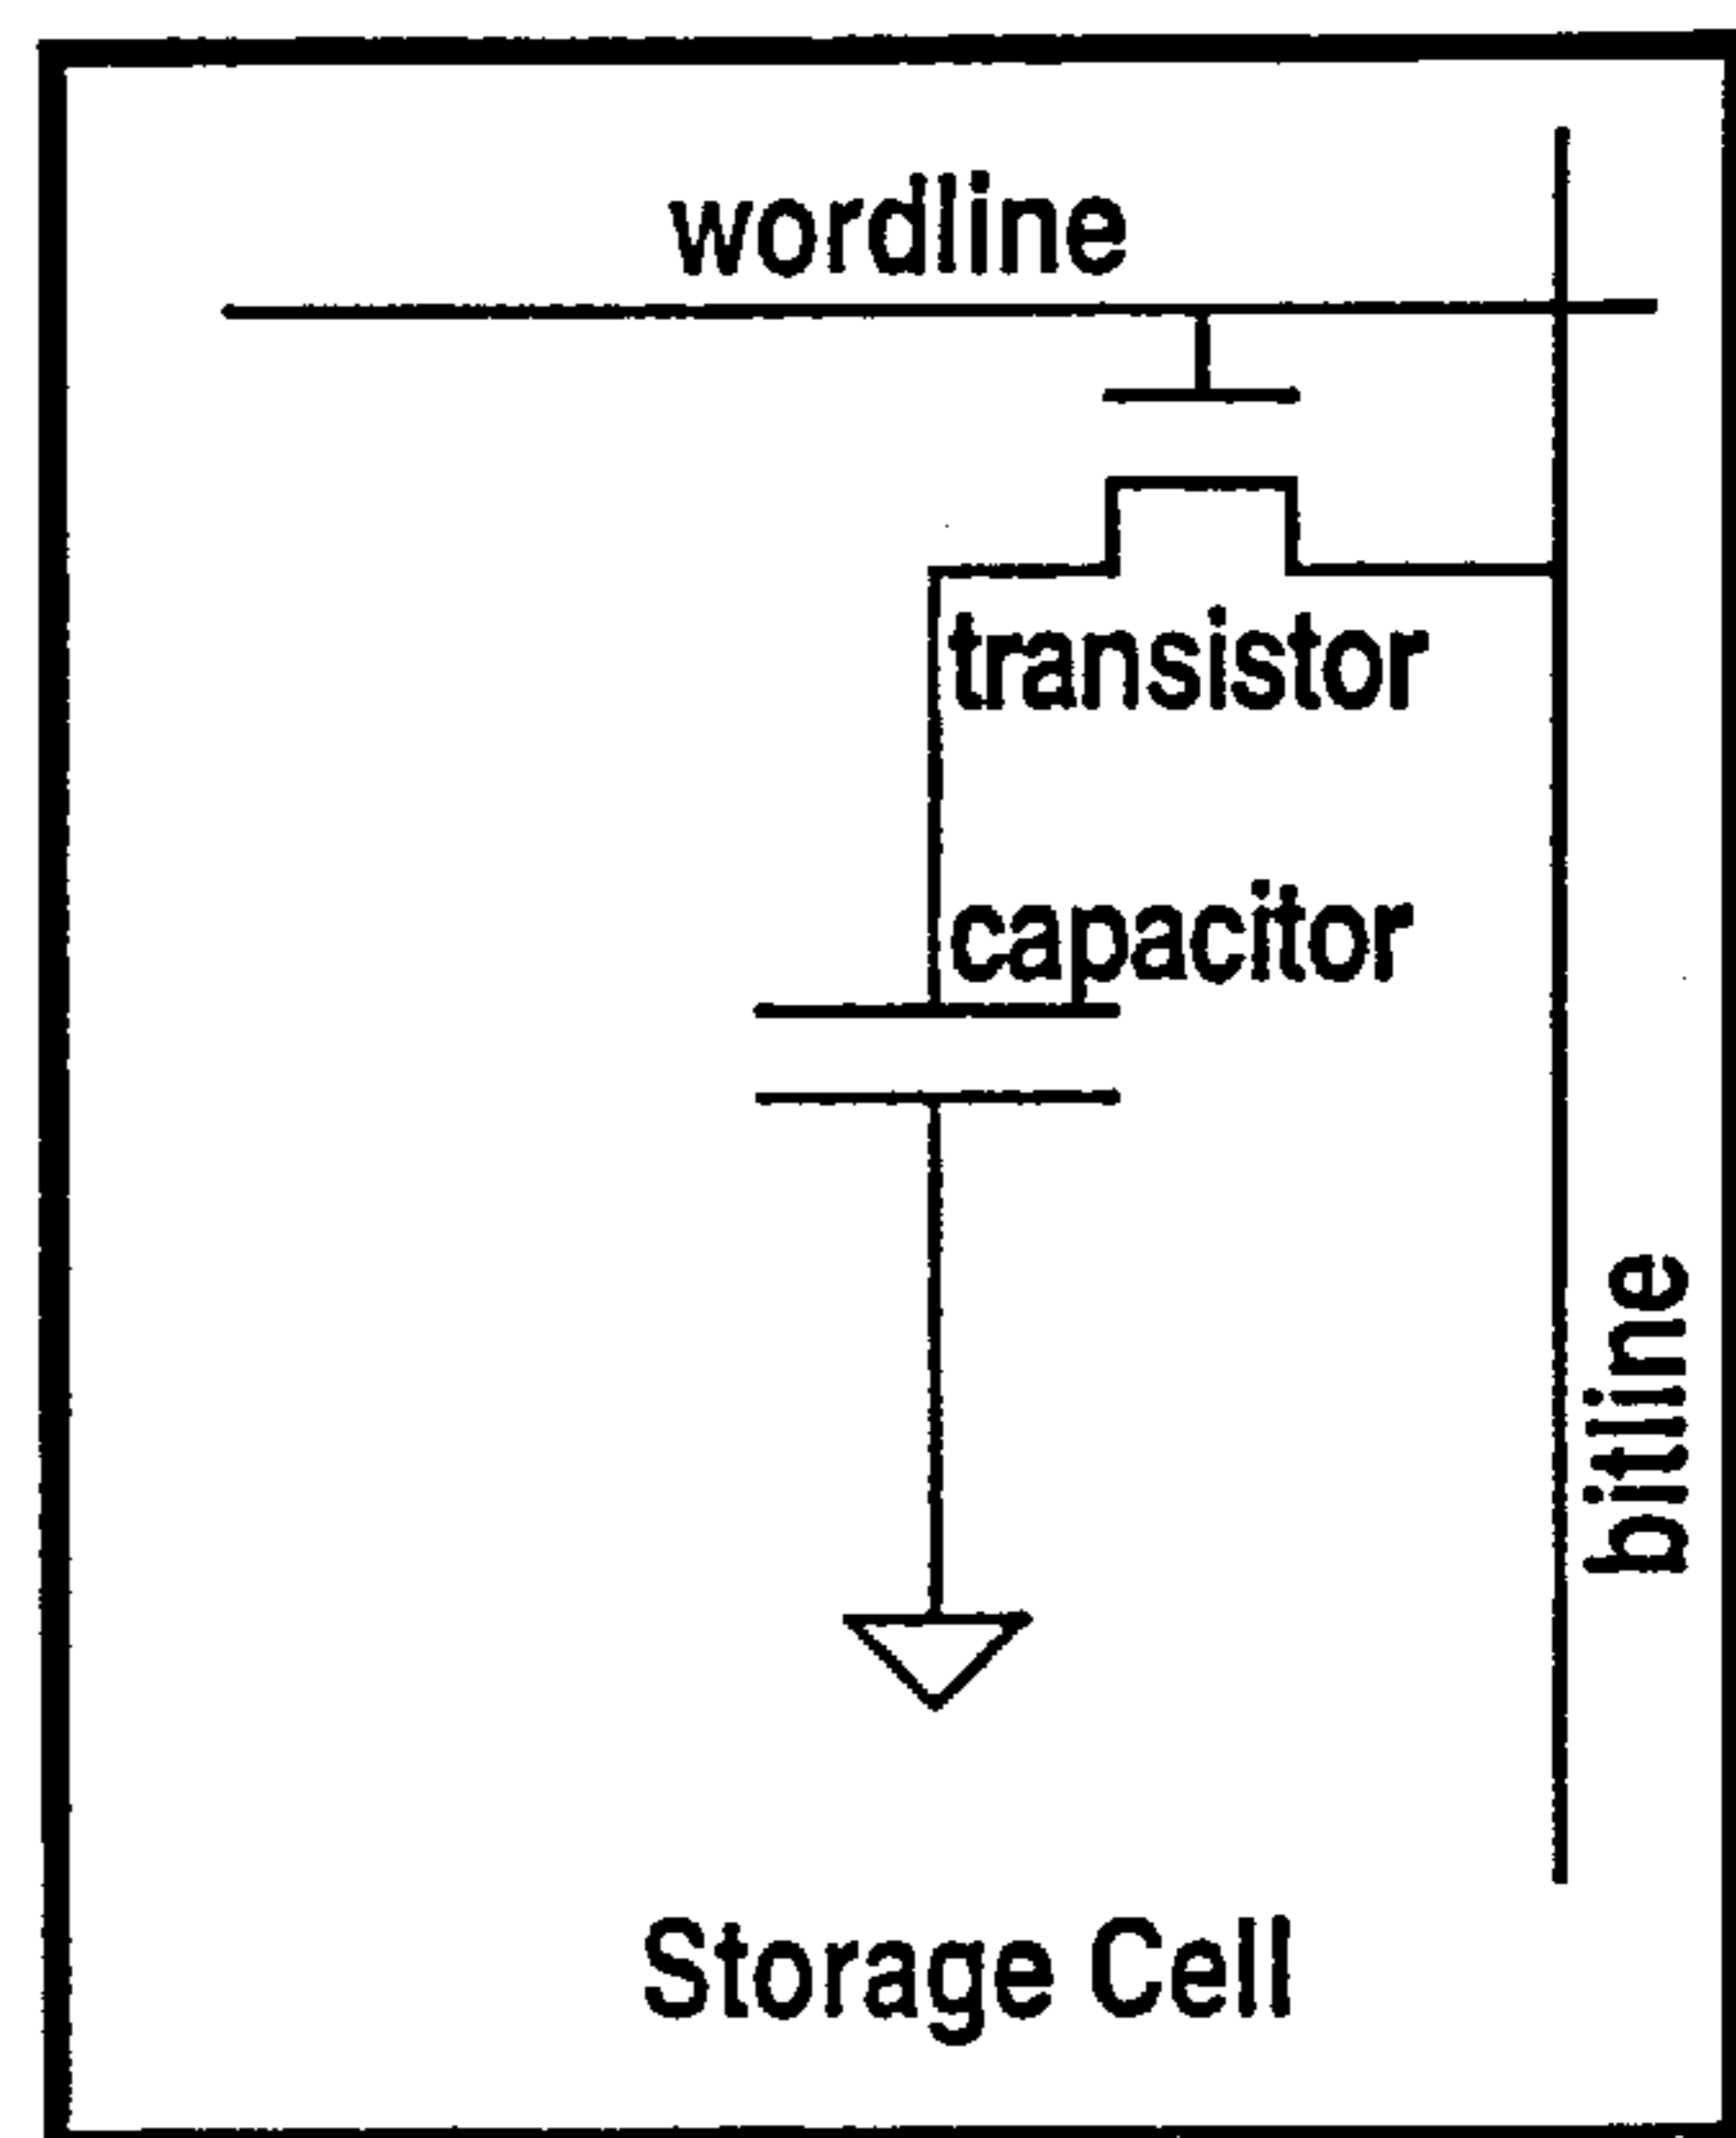 wordline
transistor
capacitor
bitline
Storage Cell